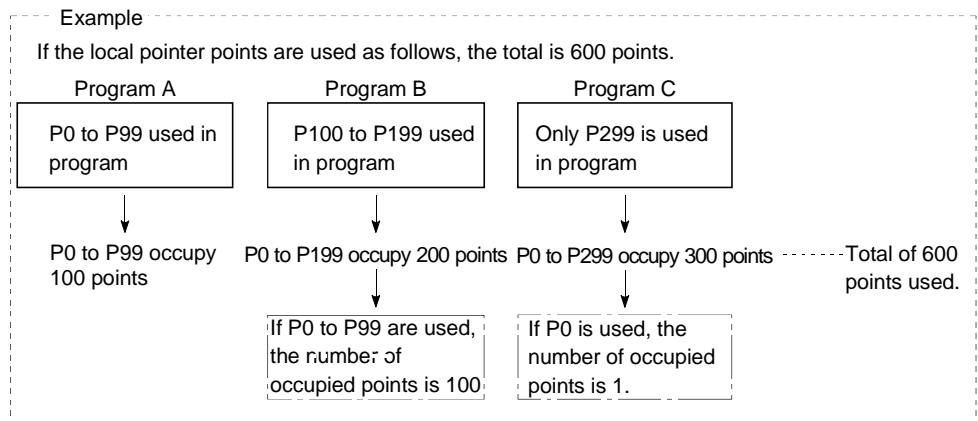 Example
If the local pointer points are used as follows, the total is 600 points.
Program A
Program B
Program C
P0 to P99 used in
program
P100 to P199 used
in program
Only P299 is used
in program
P0 to P99 occupy
100 points
P0 to P199 occupy 200 points
P0 to P299 occupy 300 points
Total of 600
points used.
If P0 to P99 are used,
the number of
occupied points is 100
If P0 is used, the
number of occupied
points is 1.